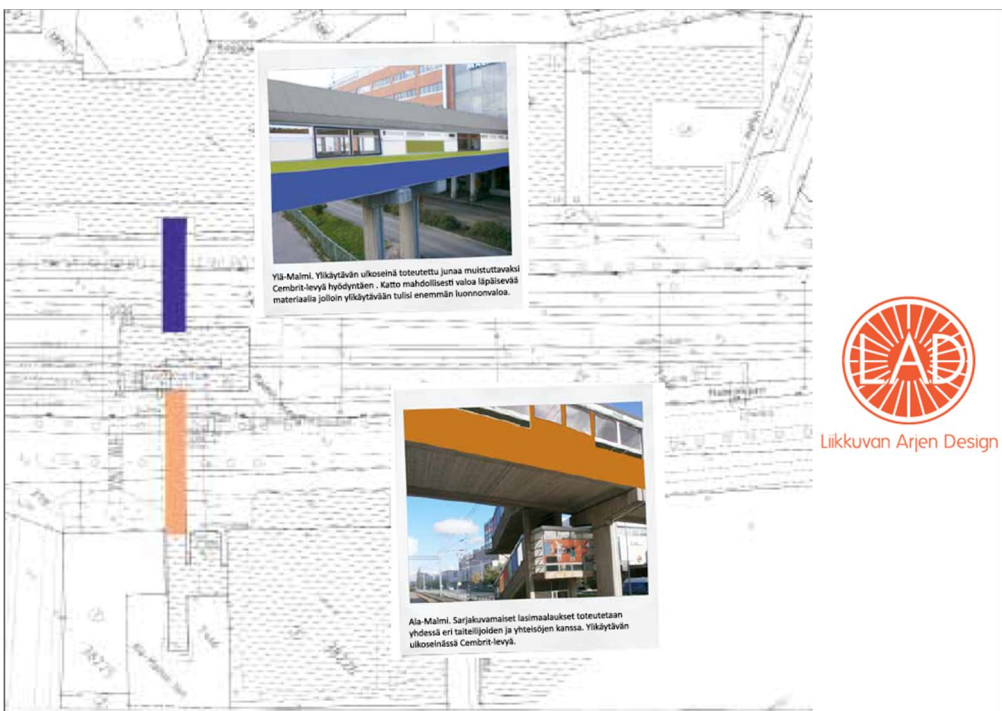 Ylä-Malmi. Ylikäytävän ulkoseinä toteutettu junaa muistuttavaksi
Cembrit-levyä hyödyntäen . Katto mahdollisesti valoa läpäisevää
materiaalia jolloin ylikäytävään tulisi enemmän luonnonvaloa.
LAD
Liikkuvan Arjen Design
Ala-Malmi. Sarjakuvamaiset lasimaalaukset toteutetaan
yhdessä eri taiteilijoiden ja yhteisöjen kanssa. Ylikäytävän
ulkoseinässä Cembrit-levyä.